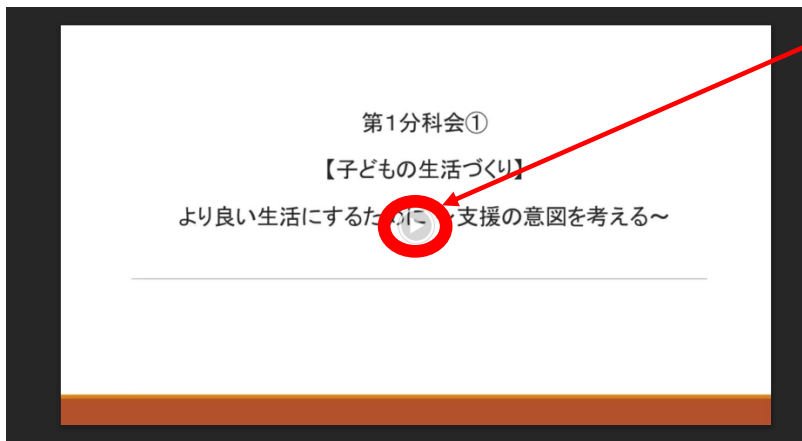 第1分科会①
【子どもの生活づくり】
より良い生活にするために ～支援の意図を考える～